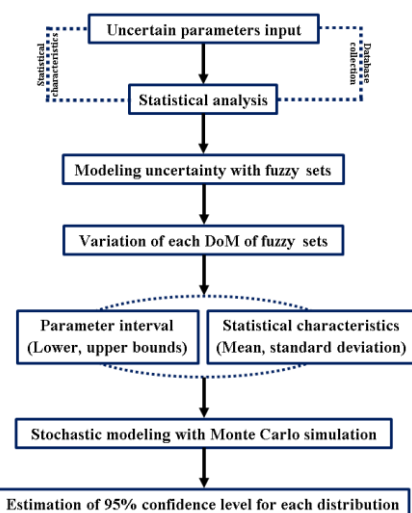 Uncertain parameters input
Statistical
characteristics
Database
collection
Statistical analysis
Modeling uncertainty with fuzzy sets
Variation of each DoM of fuzzy sets
Parameter interval
(Lower, upper bounds)
Statistical characteristics
(Mean, standard deviation)
Stochastic modeling with Monte Carlo simulation
Estimation of 95% confidence level for each distribution